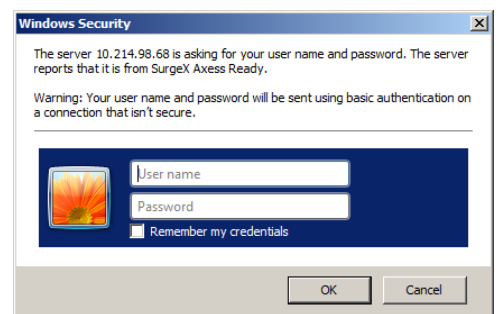 Windows Security
The server 10.214.98.68 is asking for your user name and password. The server
reports that it is from SurgeX Axess Ready.
Warning: Your user name and password will be sent using basic authentication on
a connection that isn't secure.
User name
Password
Remember my credentials
OK Cancel